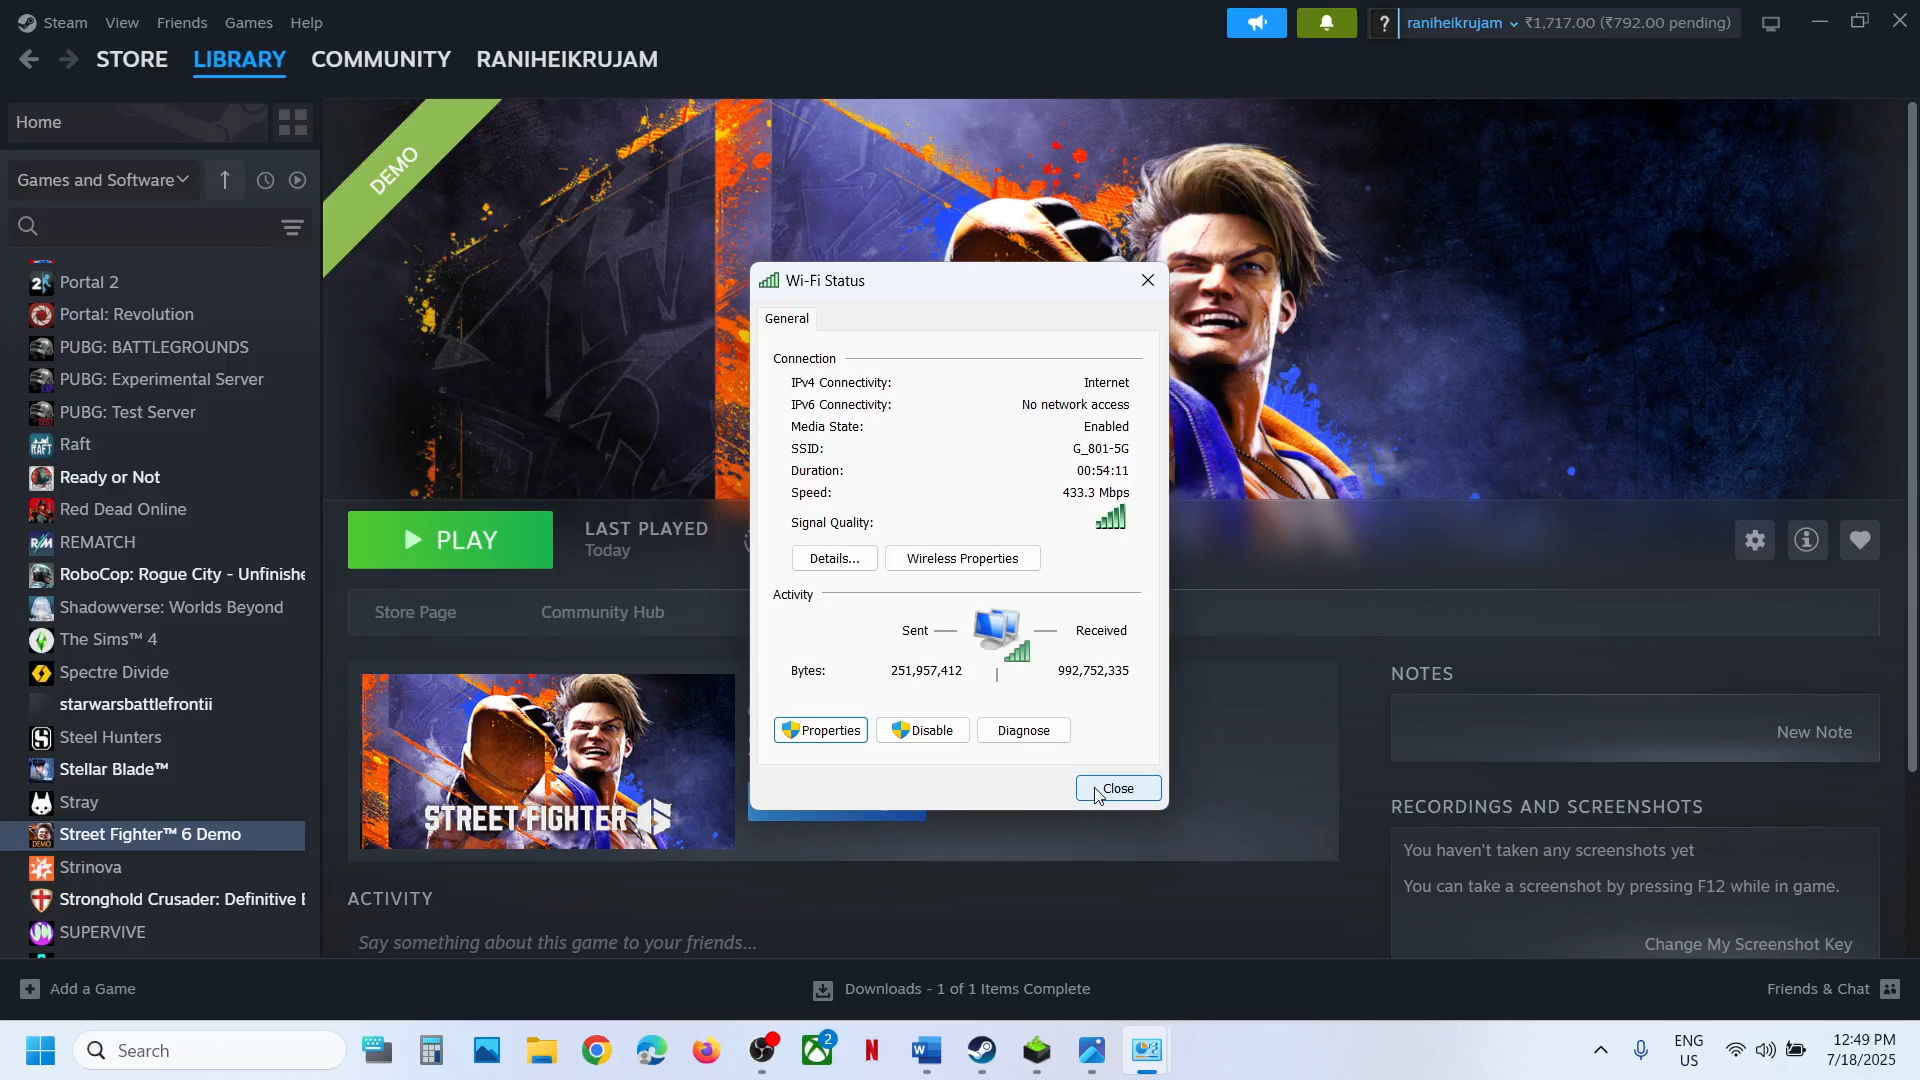 Steam View Friends Games Help
? raniheikrujam ₹1,717.00 (₹792.00 pending)
STORE LIBRARY COMMUNITY RANIHEIKRUJAM
Home
Games and Software
Portal 2
Portal: Revolution
PUBG: BATTLEGROUNDS
PUBG: Experimental Server
PUBG: Test Server
Raft
Ready or Not
Red Dead Online
REMATCH
RoboCop: Rogue City - Unfinishe
Shadowverse: Worlds Beyond
The Sims™ 4
Spectre Divide
starwarsbattlefrontii
Steel Hunters
Stellar Blade™
Stray
Street Fighter™ 6 Demo
Strinova
Stronghold Crusader: Definitive E
SUPERVIVE
Add a Game
DEMO
PLAY
LAST PLAYED
Today
Store Page Community Hub
STREET FIGHTER 6
ACTIVITY
Say something about this game to your friends...
Wi-Fi Status
General
Connection
IPv4 Connectivity: Internet
IPv6 Connectivity: No network access
Media State: Enabled
SSID: G_801-5G
Duration: 00:54:11
Speed: 433.3 Mbps
Signal Quality:
Details... Wireless Properties
Activity
Sent Received
Bytes: 251,957,412 992,752,335
Properties Disable Diagnose
Close
NOTES
New Note
RECORDINGS AND SCREENSHOTS
You haven't taken any screenshots yet
You can take a screenshot by pressing F12 while in game.
Change My Screenshot Key
Downloads - 1 of 1 Items Complete
Friends & Chat
Search
2
ENG
US
12:49 PM
7/18/2025